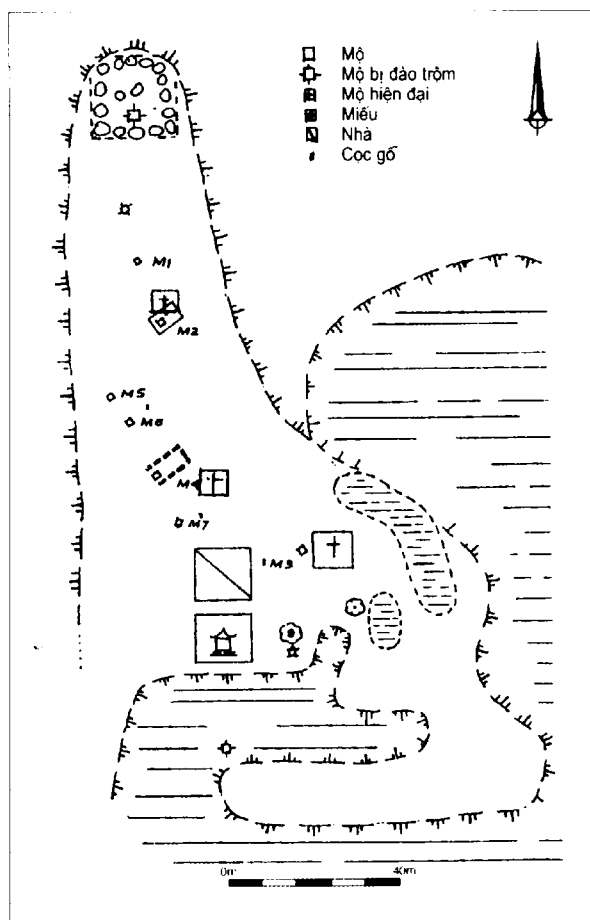 Mộ
Mộ bị đào trộm
Mộ hiện đại
Miếu
Nhà
Cọc gỗ
M1
M2
M5
M6
M
M7
M3
0m 40m